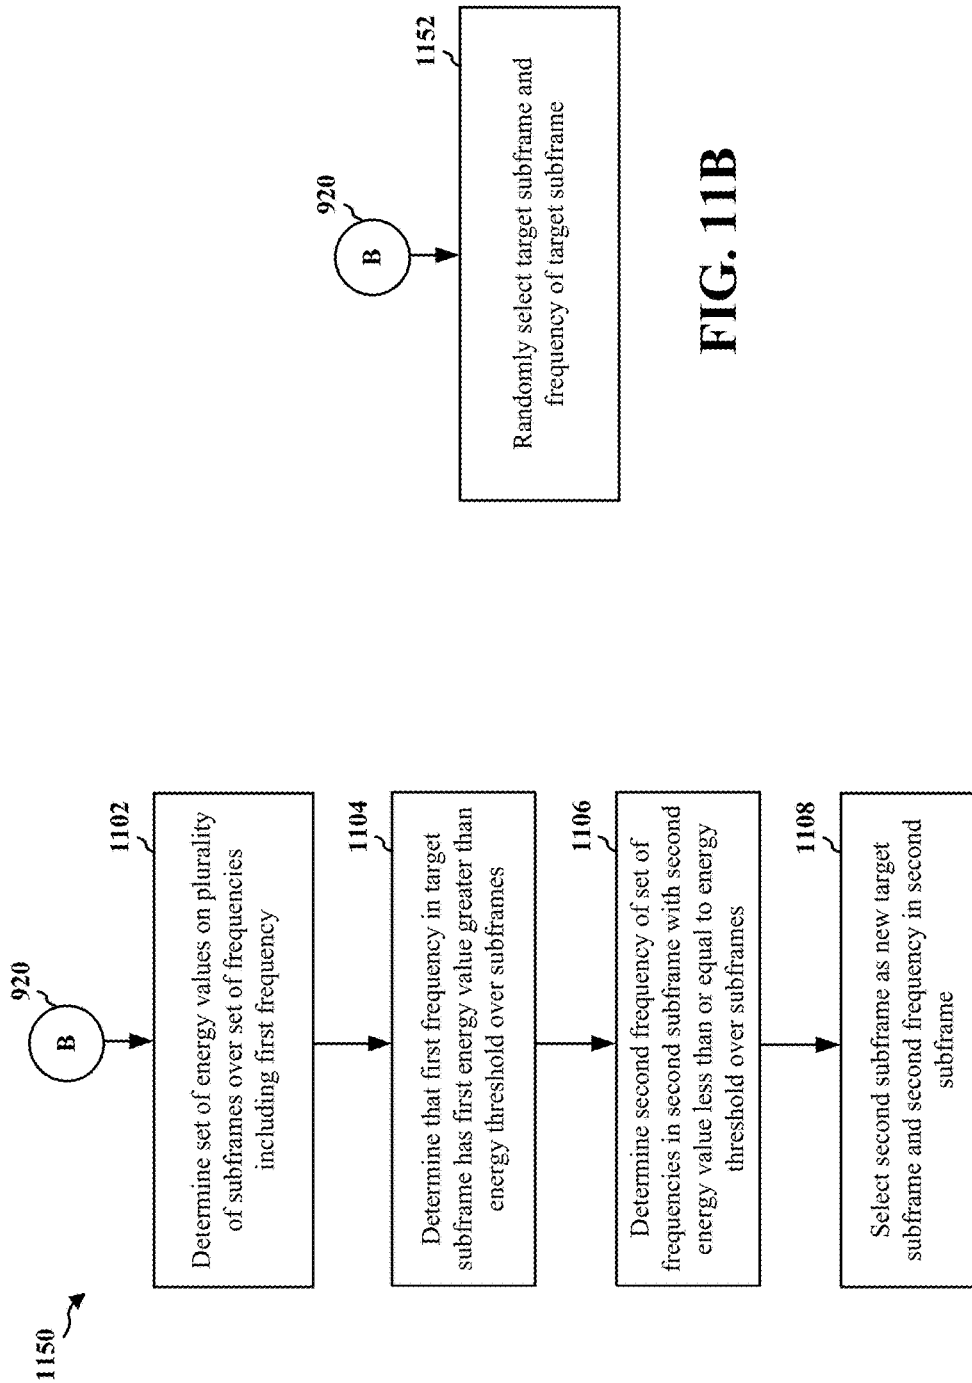 1150
920
B
1102
Determine set of energy values on plurality
of subframes over set of frequencies
including first frequency
1104
Determine that first frequency in target
subframe has first energy value greater than
energy threshold over subframes
1106
Determine second frequency of set of
frequencies in second subframe with second
energy value less than or equal to energy
threshold over subframes
1108
Select second subframe as new target
subframe and second frequency in second
subframe
920
B
1152
Randomly select target subframe and
frequency of target subframe
FIG. 11B